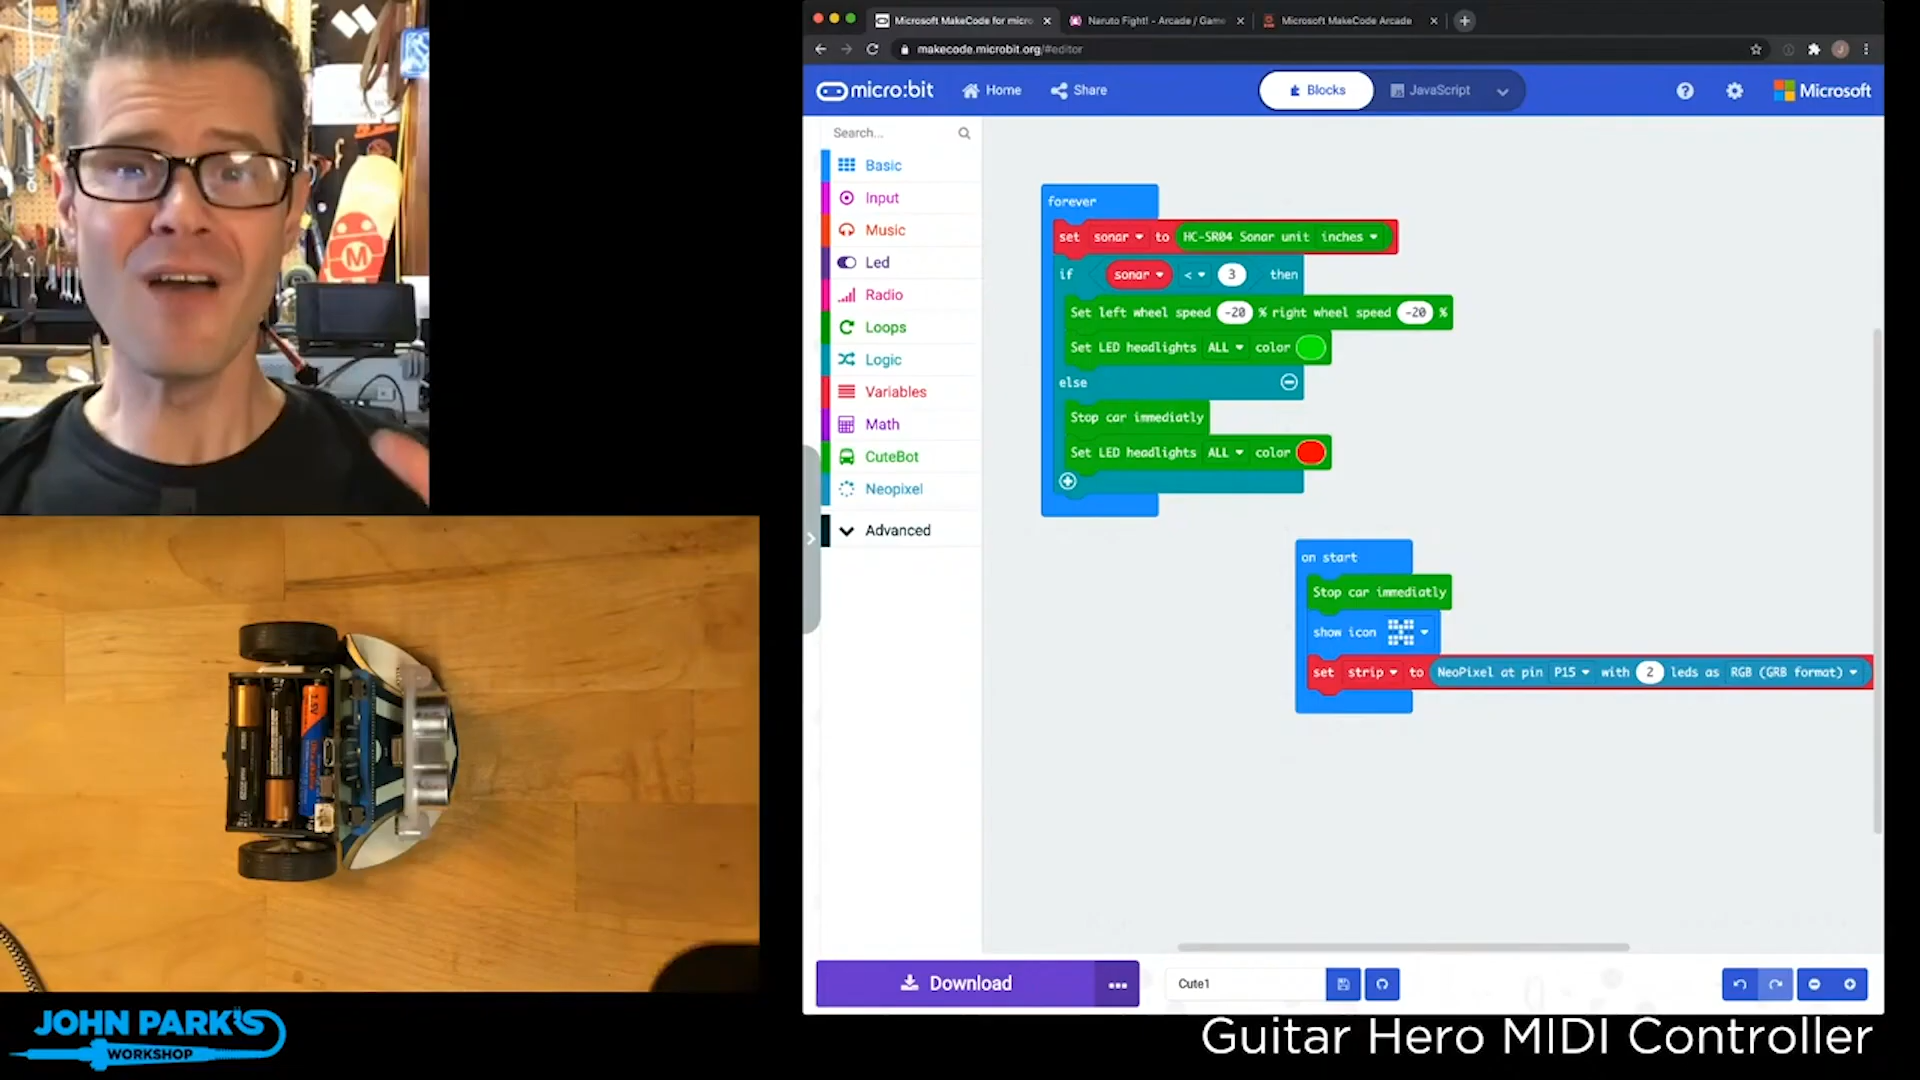 Microsoft MakeCode for micro
Naruto Fight! - Arcade / Game
Microsoft MakeCode Arcade
makecode.microbit.org/#editor
micro:bit
Home
Share
Blocks
JavaScript
Microsoft
Search...
Basic
Input
Music
Led
Radio
Loops
Logic
Variables
Math
CuteBot
Neopixel
Advanced
forever
set sonar to HC-SR04 Sonar unit inches
if sonar < 3 then
Set left wheel speed -20 % right wheel speed -20 %
Set LED headlights ALL color
else
Stop car immediatly
Set LED headlights ALL color
on start
Stop car immediatly
show icon
set strip to NeoPixel at pin P15 with 2 leds as RGB (GRB format)
Download
Cute1
M
1.5V
JOHN PARK'S
WORKSHOP
Guitar Hero MIDI Controller